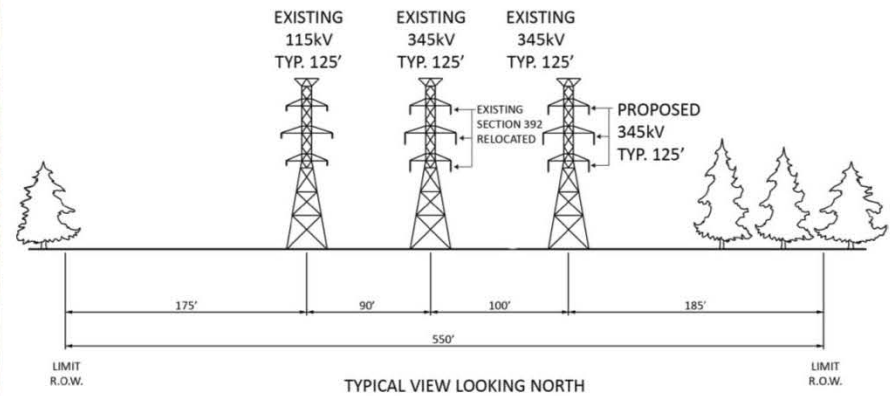 EXISTING
115kV
TYP. 125'
EXISTING
345kV
TYP. 125'
EXISTING
345kV
TYP. 125'
EXISTING
SECTION 392
RELOCATED
PROPOSED
345kV
TYP. 125'
175'
90'
100'
185'
550'
LIMIT
R.O.W.
LIMIT
R.O.W.
TYPICAL VIEW LOOKING NORTH